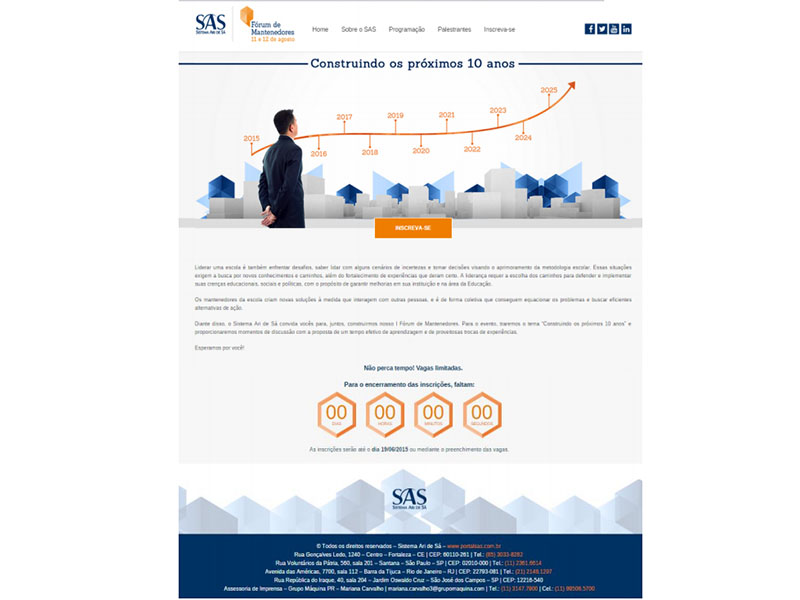 SAS
SISTEMA ARI DE SÁ
Fórum de
Mantenedores
11 e 12 de agosto
Home Sobre o SAS Programação Palestrantes Inscreva-se
Construindo os próximos 10 anos
2015 2016 2017 2018 2019 2020 2021 2022 2023 2024 2025
INSCREVA-SE
Liderar uma escola é também enfrentar desafios, saber lidar com alguns cenários de incertezas e tomar decisões visando o aprimoramento da metodologia escolar. Essas situações
exigem a busca por novos conhecimentos e caminhos, além do fortalecimento de experiências que deram certo. A liderança requer a escolha dos caminhos para defender e implementar
suas crenças educacionais, sociais e políticas, com o propósito de garantir melhorias em sua instituição e na área da Educação.
Os mantenedores da escola criam novas soluções à medida que interagem com outras pessoas, e é de forma coletiva que conseguem equacionar os problemas e buscar eficientes
alternativas de ação.
Diante disso, o Sistema Ari de Sá convida vocês para, juntos, construirmos nosso I Fórum de Mantenedores. Para o evento, traremos o tema "Construindo os próximos 10 anos" e
proporcionaremos momentos de discussão com a proposta de um tempo efetivo de aprendizagem e de proveitosas trocas de experiências.
Esperamos por você!
Não perca tempo! Vagas limitadas.
Para o encerramento das inscrições, faltam:
00 00 00 00
DIAS HORAS MINUTOS SEGUNDOS
As inscrições serão até o dia 19/06/2015 ou mediante o preenchimento das vagas.
SAS
SISTEMA ARI DE SÁ
© Todos os direitos reservados – Sistema Ari de Sá – www.portalsas.com.br
Rua Gonçalves Ledo, 1240 – Centro – Fortaleza – CE | CEP: 60110-261 | Tel.: (85) 3033-8282
Rua Voluntários da Pátria, 560, sala 201 – Santana – São Paulo – SP | CEP: 02010-000 | Tel.: (11) 2361.9614
Avenida das Américas, 7700, sala 112 – Barra da Tijuca – Rio de Janeiro – RJ | CEP: 22793-081 | Tel.: (21) 2146.1297
Rua República do Iraque, 40, sala 204 – Jardim Oswaldo Cruz – São José dos Campos – SP | CEP: 12216-540
Assessoria de Imprensa – Grupo Máquina PR – Mariana Carvalho | mariana.carvalho3@grupomaquina.com | Tel.: (11) 3147.7900 | Cel.: (11) 98506.5700